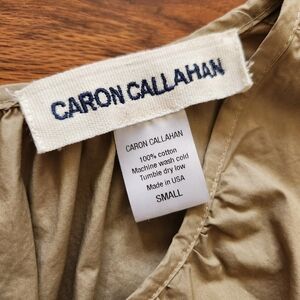 CARON CALLAHAN
CARON CALLAHAN
100% cotton
Machine wash cold
Tumble dry low
Made in USA
SMALL